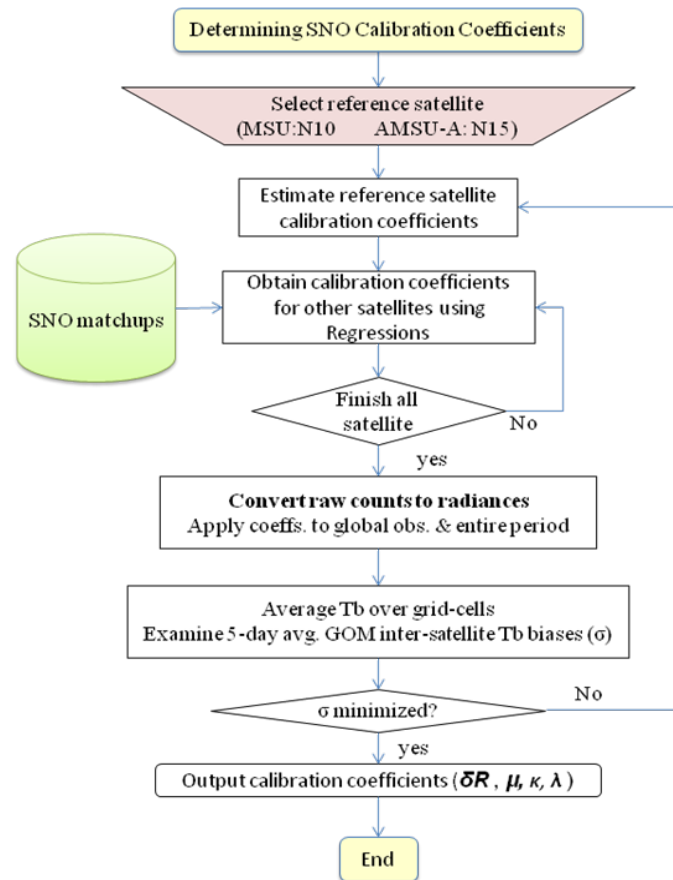 Determining SNO Calibration Coefficients
Select reference satellite
(MSU:N10 AMSU-A: N15)
Estimate reference satellite
calibration coefficients
SNO matchups
Obtain calibration coefficients
for other satellites using
Regressions
Finish all
satellite
No
yes
Convert raw counts to radiances
Apply coeffs. to global obs. & entire period
Average Tb over grid-cells
Examine 5-day avg. GOM inter-satellite Tb biases (σ)
No
σ minimized?
yes
Output calibration coefficients (δ̄R , μ, κ, λ )
End